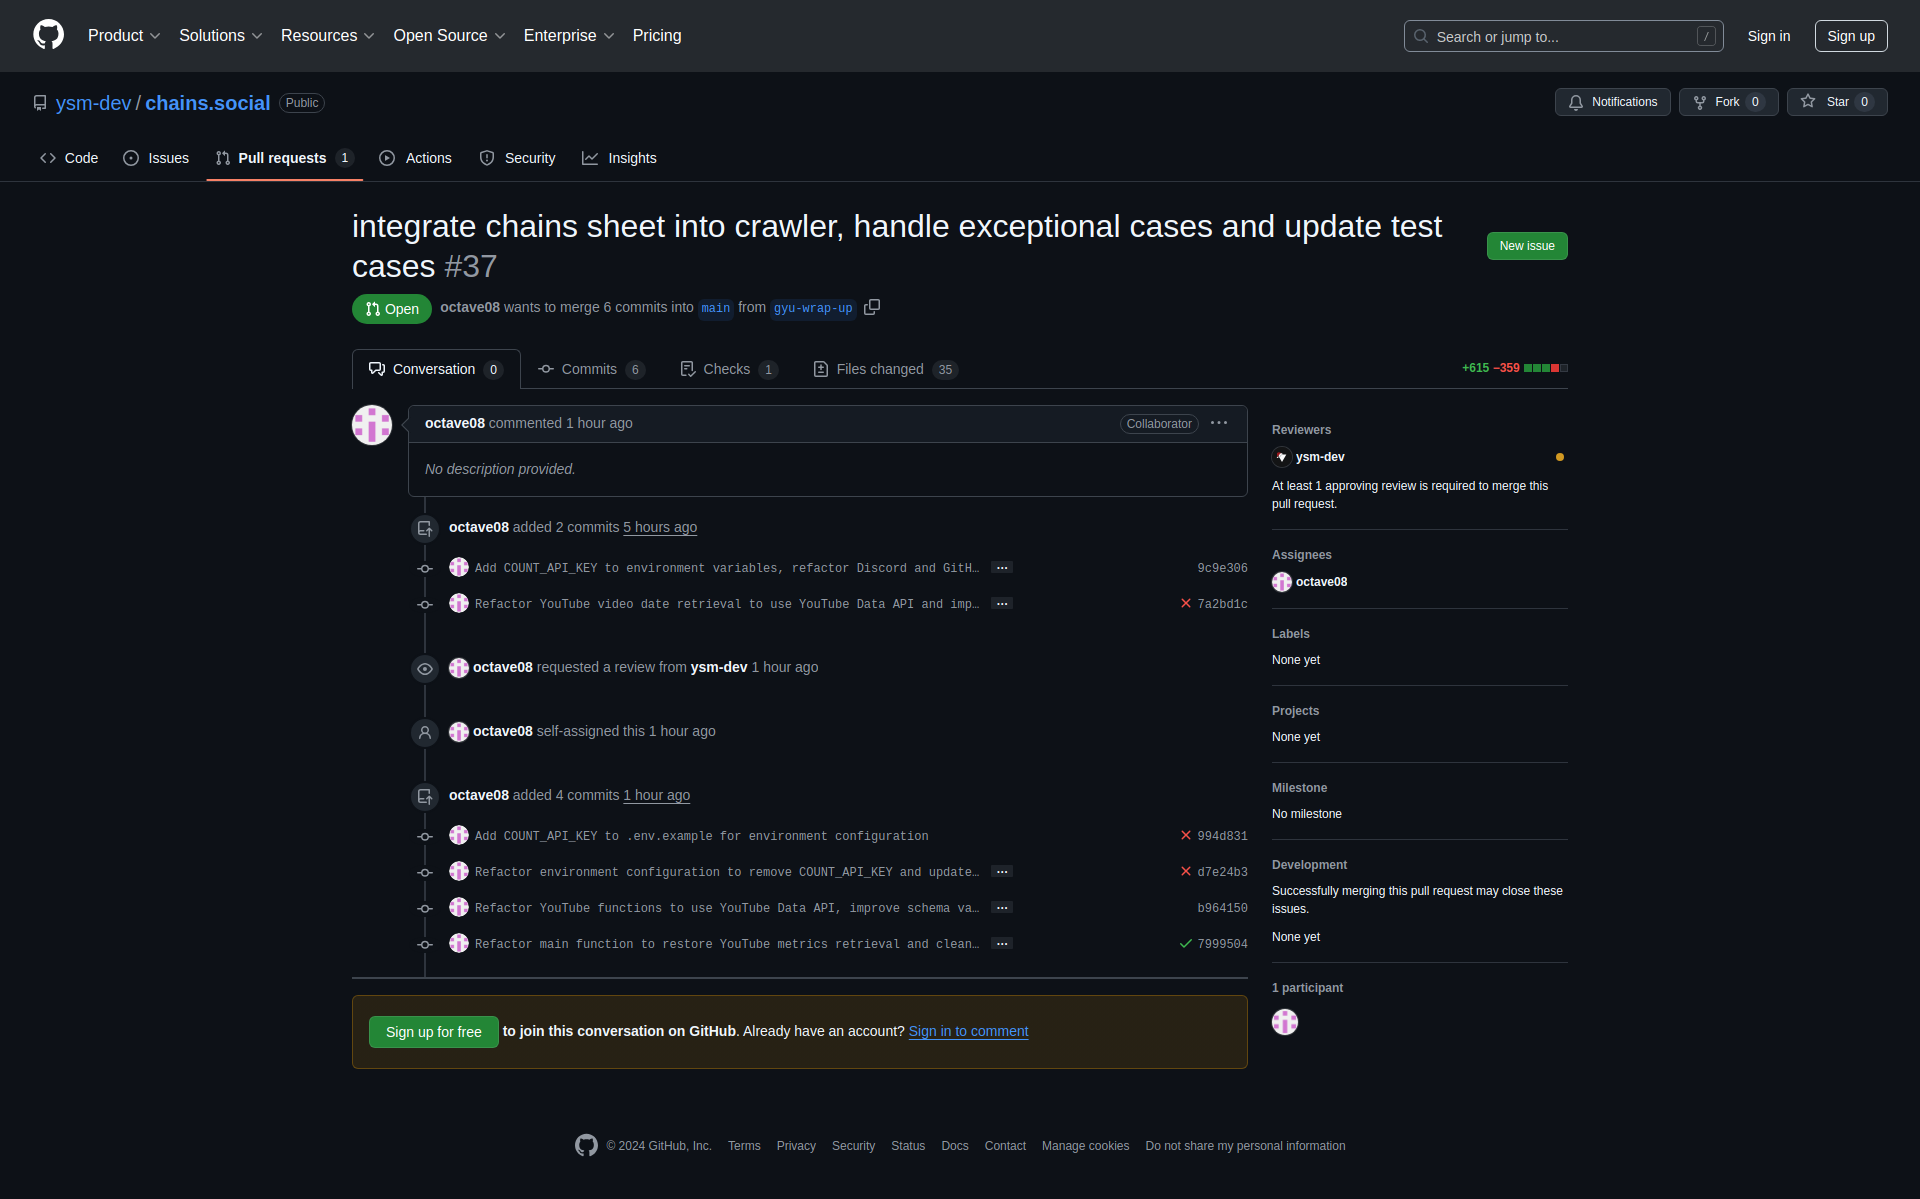 Product Solutions Resources Open Source Enterprise Pricing Search or jump to... / Sign in Sign up
ysm-dev / chains.social Public Notifications Fork 0 Star 0
Code Issues Pull requests 1 Actions Security Insights
integrate chains sheet into crawler, handle exceptional cases and update test
cases #37
New issue
Open octave08 wants to merge 6 commits into main from gyu-wrap-up
Conversation 0 Commits 6 Checks 1 Files changed 35 +615 −359
octave08 commented 1 hour ago Collaborator
No description provided.
octave08 added 2 commits 5 hours ago
Add COUNT_API_KEY to environment variables, refactor Discord and GitH… 9c9e306
Refactor YouTube video date retrieval to use YouTube Data API and imp… 7a2bd1c
octave08 requested a review from ysm-dev 1 hour ago
octave08 self-assigned this 1 hour ago
octave08 added 4 commits 1 hour ago
Add COUNT_API_KEY to .env.example for environment configuration 994d831
Refactor environment configuration to remove COUNT_API_KEY and update… d7e24b3
Refactor YouTube functions to use YouTube Data API, improve schema va… b964150
Refactor main function to restore YouTube metrics retrieval and clean… 7999504
Sign up for free to join this conversation on GitHub. Already have an account? Sign in to comment
Reviewers
ysm-dev
At least 1 approving review is required to merge this
pull request.
Assignees
octave08
Labels
None yet
Projects
None yet
Milestone
No milestone
Development
Successfully merging this pull request may close these
issues.
None yet
1 participant
© 2024 GitHub, Inc. Terms Privacy Security Status Docs Contact Manage cookies Do not share my personal information